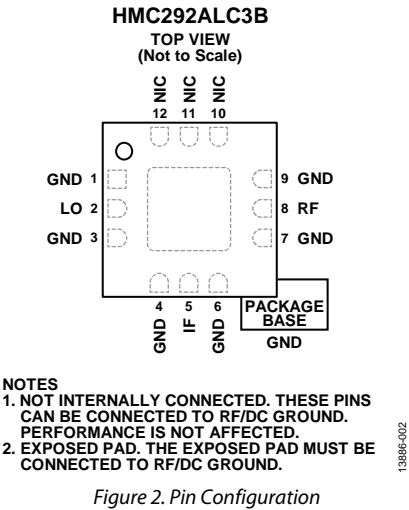 HMC292ALC3B
TOP VIEW
(Not to Scale)
NIC NIC NIC
12 11 10
GND 1
LO 2
GND 3
9 GND
8 RF
7 GND
4 5 6
GND IF GND
PACKAGE
BASE
GND
NOTES
1. NOT INTERNALLY CONNECTED. THESE PINS
CAN BE CONNECTED TO RF/DC GROUND.
PERFORMANCE IS NOT AFFECTED.
2. EXPOSED PAD. THE EXPOSED PAD MUST BE
CONNECTED TO RF/DC GROUND.
13886-002
Figure 2. Pin Configuration